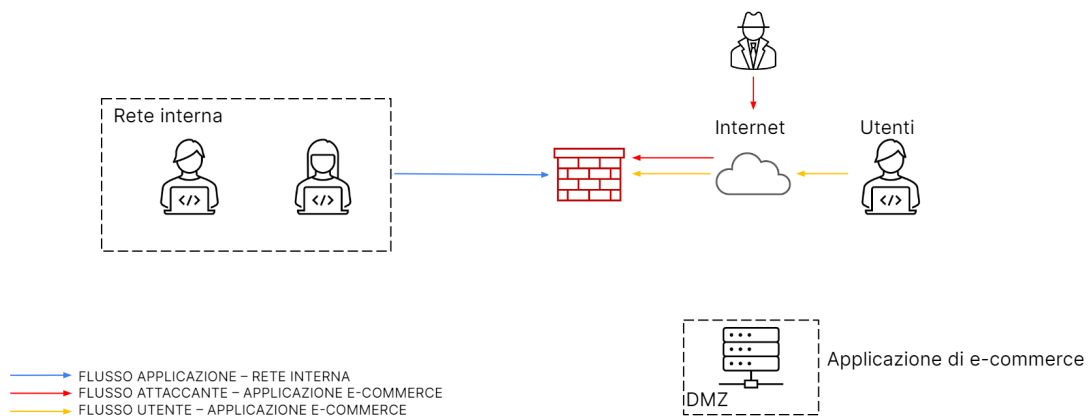 Rete interna
Internet
Utenti
</>
</>
</>
Applicazione di e-commerce
DMZ
FLUSSO APPLICAZIONE – RETE INTERNA
FLUSSO ATTACCANTE – APPLICAZIONE E-COMMERCE
FLUSSO UTENTE – APPLICAZIONE E-COMMERCE